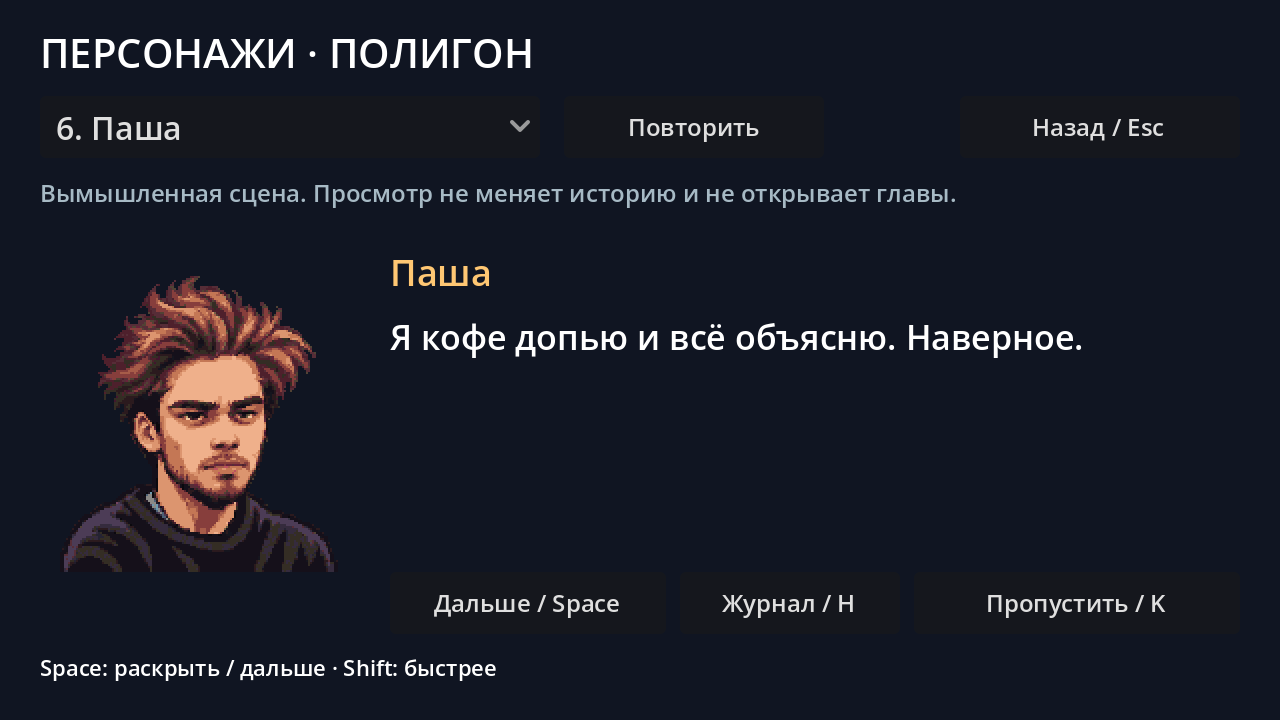 ПЕРСОНАЖИ · ПОЛИГОН
6. Паша
Повторить
Назад / Esc
Вымышленная сцена. Просмотр не меняет историю и не открывает главы.
Паша
Я кофе допью и всё объясню. Наверное.
Дальше / Space
Журнал / H
Пропустить / K
Space: раскрыть / дальше · Shift: быстрее